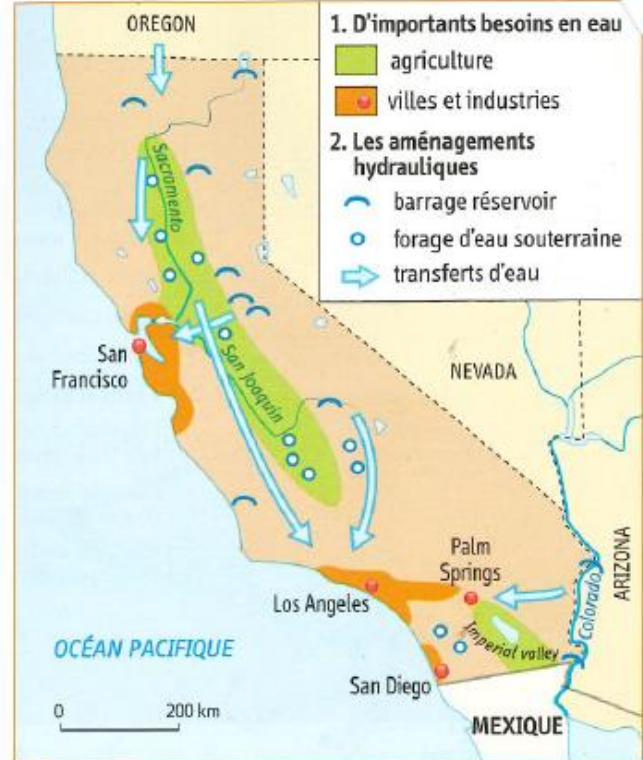 OREGON
1. D'importants besoins en eau
agriculture
villes et industries
2. Les aménagements
hydrauliques
barrage réservoir
forage d'eau souterraine
transferts d'eau
Sacramento
San
Francisco
San Joaquin
NEVADA
ARIZONA
Palm
Springs
Colorado
Los Angeles
Imperial valley
OCÉAN PACIFIQUE
San Diego
0 200 km
MEXIQUE